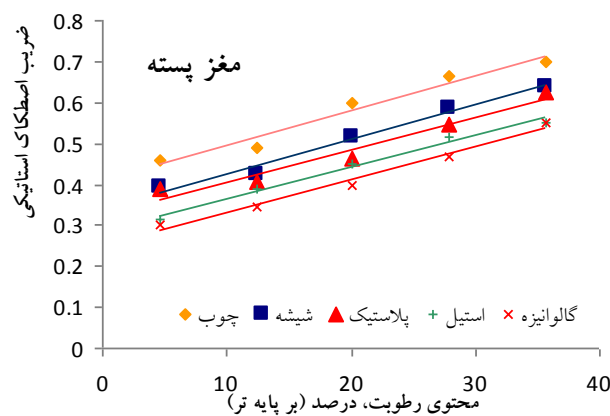 مغز پسته
ضریب اصطکاک استاتیکی
0.8
0.7
0.6
0.5
0.4
0.3
0.2
0.1
0
چوب شیشه پلاستیک استیل گالوانیزه
0 10 20 30 40
محتوی رطوبت، درصد (بر پایه تر)